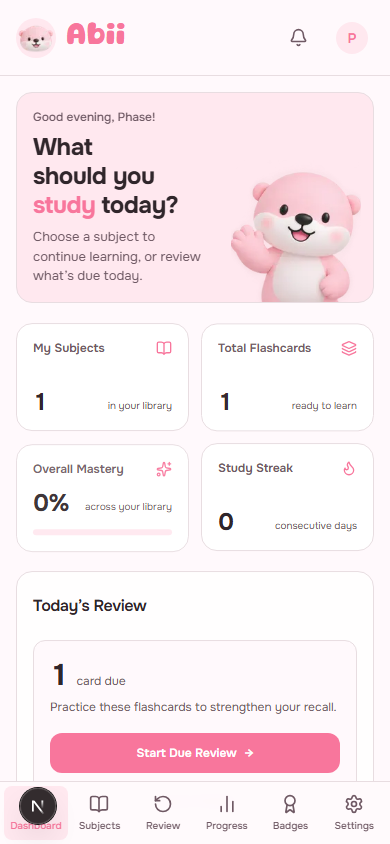 Abii
P
Good evening, Phase!
What
should you
study today?
Choose a subject to
continue learning, or review
what's due today.
My Subjects
1
in your library
Total Flashcards
1
ready to learn
Overall Mastery
0%
across your library
Study Streak
0
consecutive days
Today's Review
1 card due
Practice these flashcards to strengthen your recall.
Start Due Review →
N
Dashboard
Subjects
Review
Progress
Badges
Settings